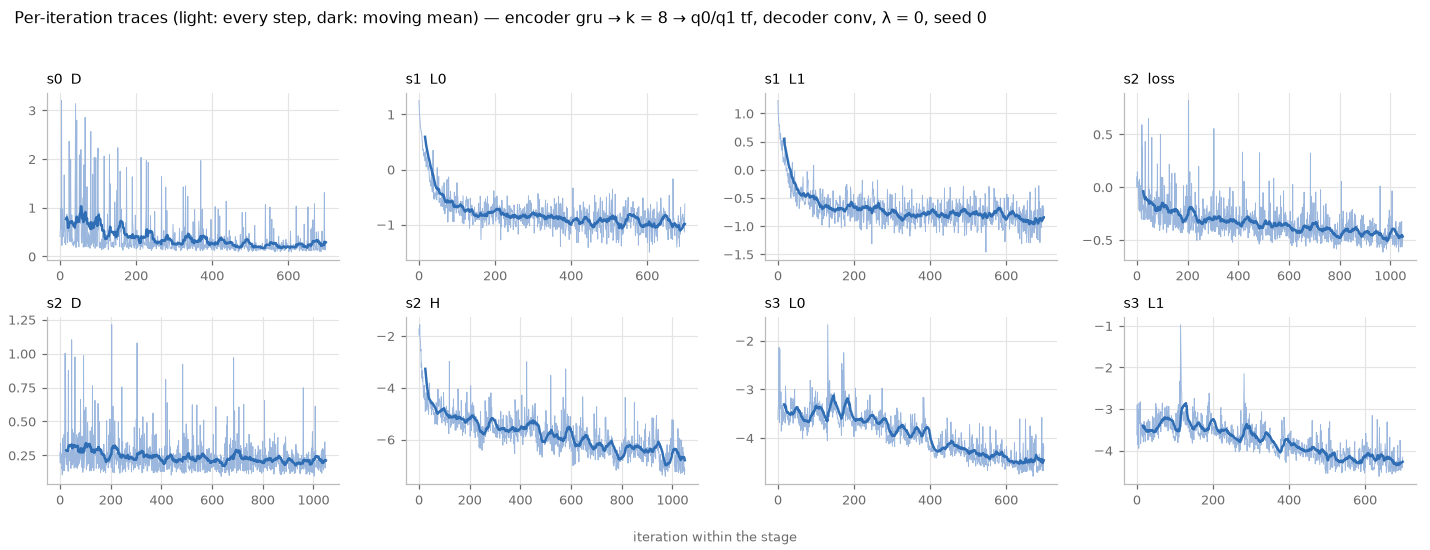 Per-iteration traces (light: every step, dark: moving mean) — encoder gru → k = 8 → q0/q1 tf, decoder conv, λ = 0, seed 0
s0 D
3
2
1
0
0 200 400 600
s1 L0
1
0
−1
0 200 400 600
s1 L1
1.0
0.5
0.0
−0.5
−1.0
−1.5
0 200 400 600
s2 loss
0.5
0.0
−0.5
0 200 400 600 800 1000
s2 D
1.25
1.00
0.75
0.50
0.25
0 200 400 600 800 1000
s2 H
−2
−4
−6
0 200 400 600 800 1000
s3 L0
−2
−3
−4
0 200 400 600
s3 L1
−1
−2
−3
−4
0 200 400 600
iteration within the stage